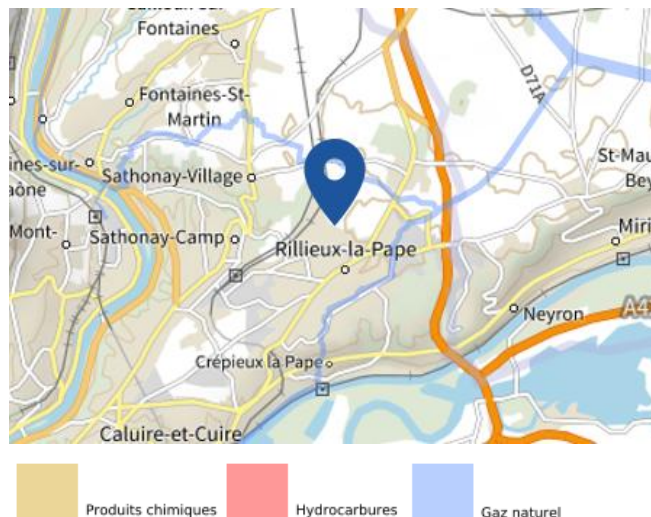 Fontaines
Fontaines-St-
Martin
D71A
St-Mau
Bey
ines-sur-
aône
Sathonay-Village
Mont-
Sathonay-Camp
Rillieux-la-Pape
Miri
Neyron
A4
Crépieux la Pape
Caluire-et-Cuire
Produits chimiques
Hydrocarbures
Gaz naturel